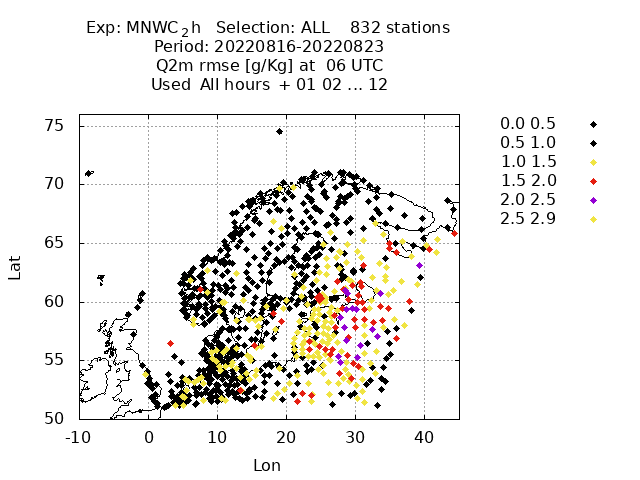 Exp: MNWC2h Selection: ALL 832 stations
Period: 20220816-20220823
Q2m rmse [g/Kg] at 06 UTC
Used All hours + 01 02 ... 12
0.0 0.5
0.5 1.0
1.0 1.5
1.5 2.0
2.0 2.5
2.5 2.9
75
70
65
60
55
50
Lat
-10 0 10 20 30 40
Lon